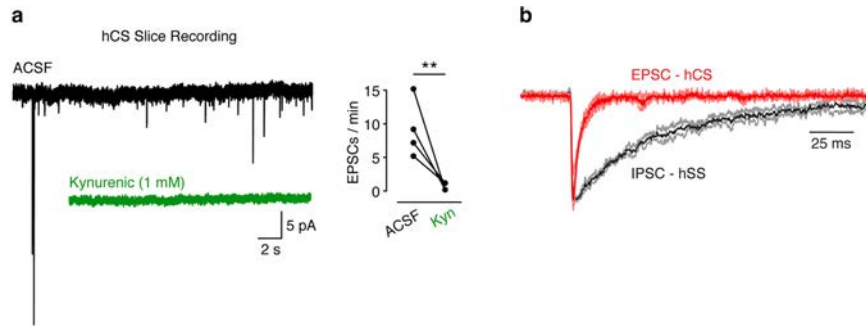 a
hCS Slice Recording
ACSF
Kynurenic (1 mM)
5 pA
2 s
**
15
10
5
0
EPSCs / min
ACSF
Kyn
b
EPSC - hCS
IPSC - hSS
25 ms